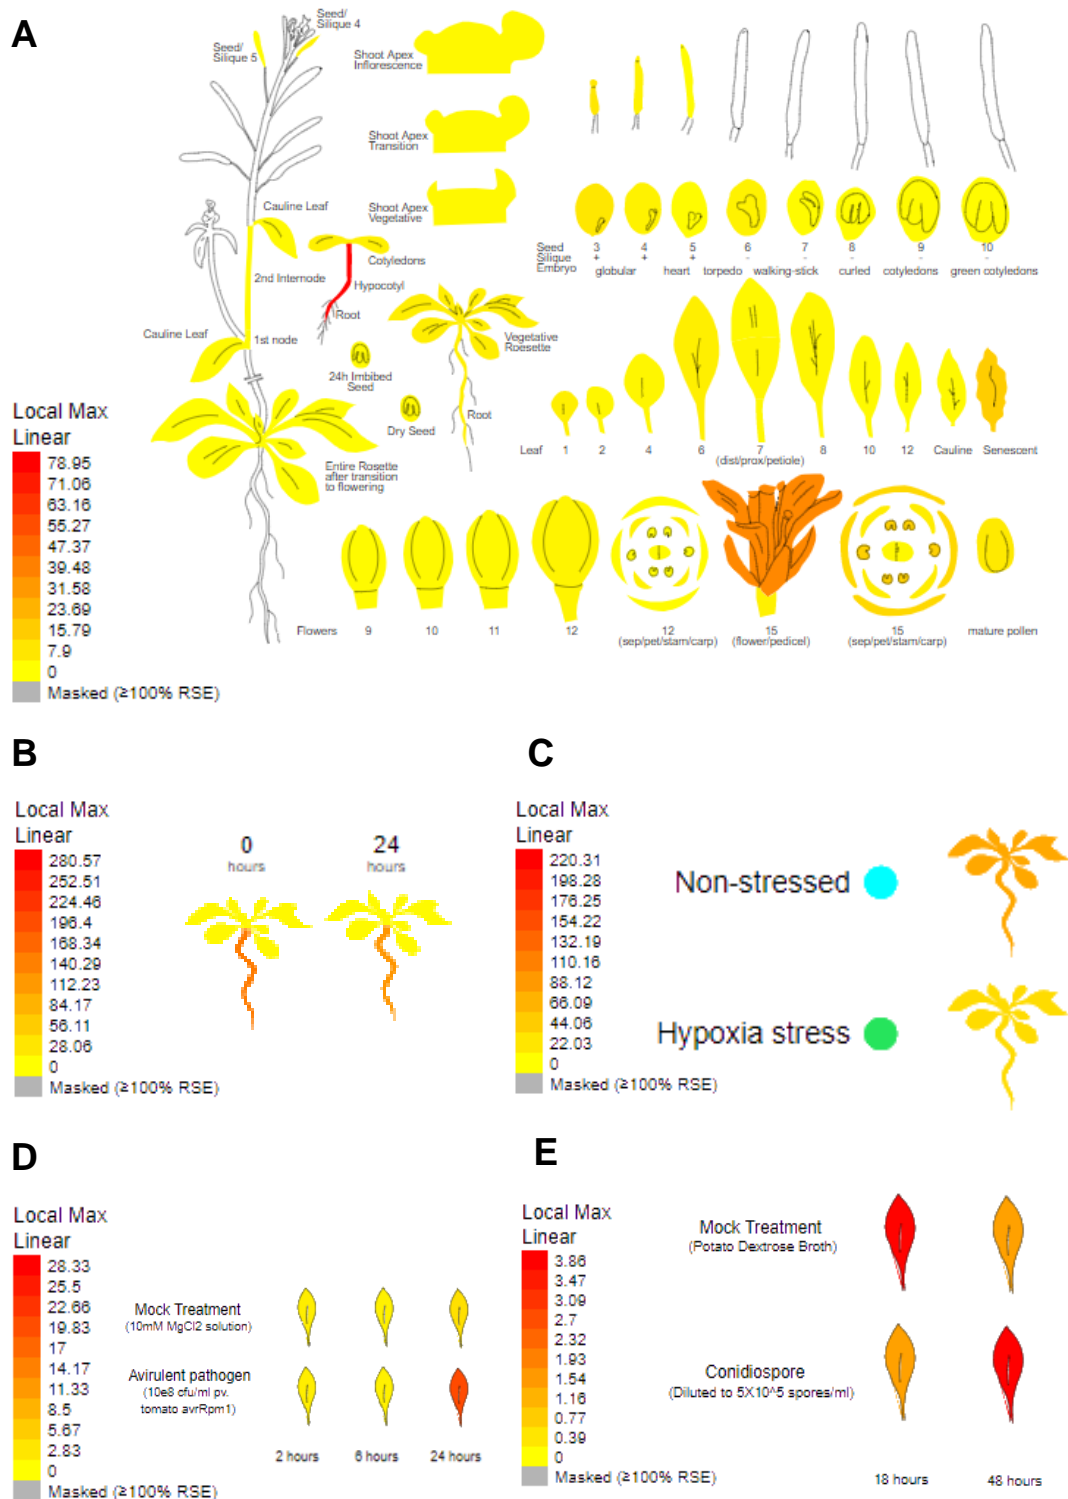 A
Seed/
Silique 4
Seed/
Silique 5
Shoot Apex
Inflorescence
Shoot Apex
Transition
Shoot Apex
Vegetative
Cauline Leaf
Cotyledons
2nd Internode
Hypocotyl
Root
Cauline Leaf
1st node
24h Imbibed
Seed
Vegetative
Roesette
Dry Seed
Root
Entire Rosette
after transition
to flowering
Seed 3 4 5 6 7 8 9 10
Silique + + + - - - - -
Embryo globular heart torpedo walking-stick curled cotyledons green cotyledons
Leaf 1 2 4 6 7 8 10 12 Cauline Senescent
(dist/prox/petiole)
Flowers 9 10 11 12 12 15 15 mature pollen
(sep/pet/stam/carp) (flower/pedicel) (sep/pet/stam/carp)
Local Max
Linear
78.95
71.06
63.16
55.27
47.37
39.48
31.58
23.69
15.79
7.9
0
Masked (≥100% RSE)
B
Local Max
Linear
280.57
252.51
224.46
196.4
168.34
140.29
112.23
84.17
56.11
28.06
0
Masked (≥100% RSE)
0
hours
24
hours
C
Local Max
Linear
220.31
198.28
176.25
154.22
132.19
110.16
88.12
66.09
44.06
22.03
0
Masked (≥100% RSE)
Non-stressed
Hypoxia stress
D
Local Max
Linear
28.33
25.5
22.66
19.83
17
14.17
11.33
8.5
5.67
2.83
0
Masked (≥100% RSE)
Mock Treatment
(10mM MgCl2 solution)
Avirulent pathogen
(10e8 cfu/ml pv.
tomato avrRpm1)
2 hours 6 hours 24 hours
E
Local Max
Linear
3.86
3.47
3.09
2.7
2.32
1.93
1.54
1.16
0.77
0.39
0
Masked (≥100% RSE)
Mock Treatment
(Potato Dextrose Broth)
Conidiospore
(Diluted to 5X10^5 spores/ml)
18 hours 48 hours